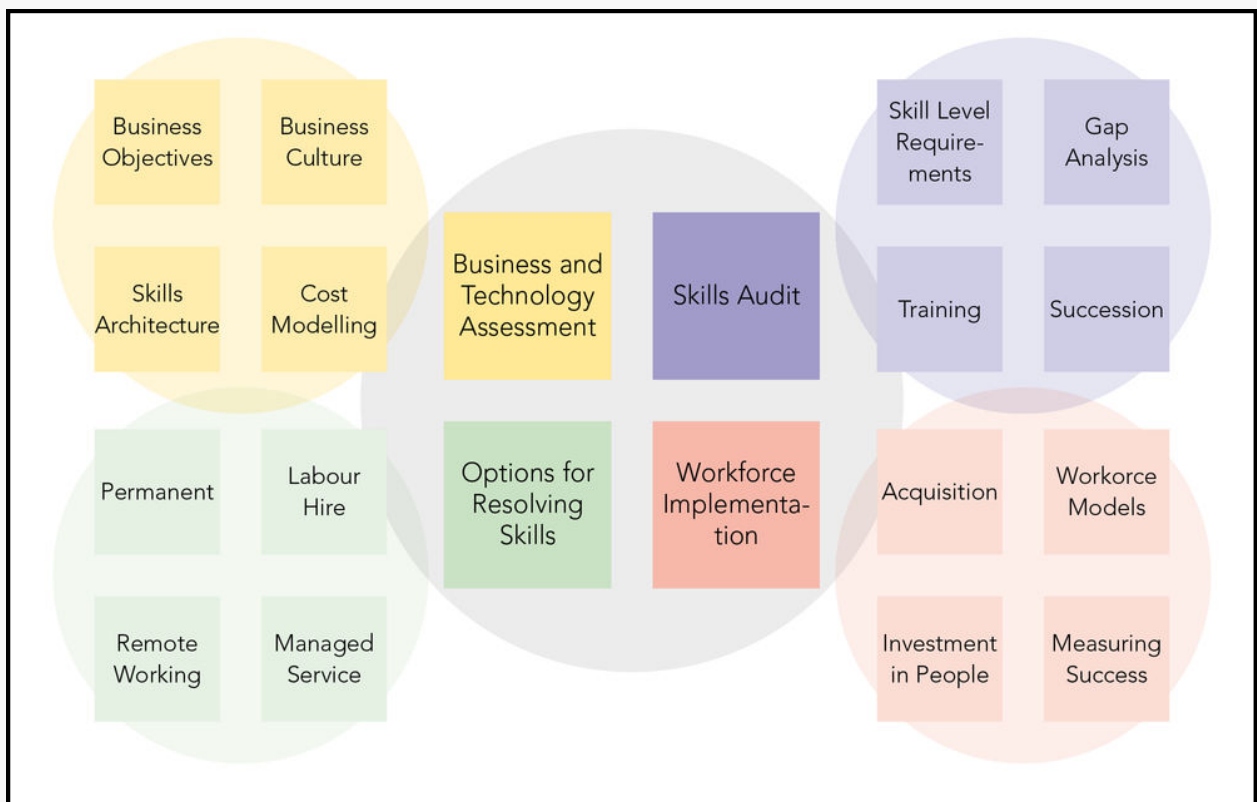 Business
Objectives
Business
Culture
Skills
Architecture
Cost
Modelling
Business and
Technology
Assessment
Skills Audit
Skill Level
Require-
ments
Gap
Analysis
Training
Succession
Permanent
Labour
Hire
Remote
Working
Managed
Service
Options for
Resolving
Skills
Workforce
Implementa-
tion
Acquisition
Workorce
Models
Investment
in People
Measuring
Success